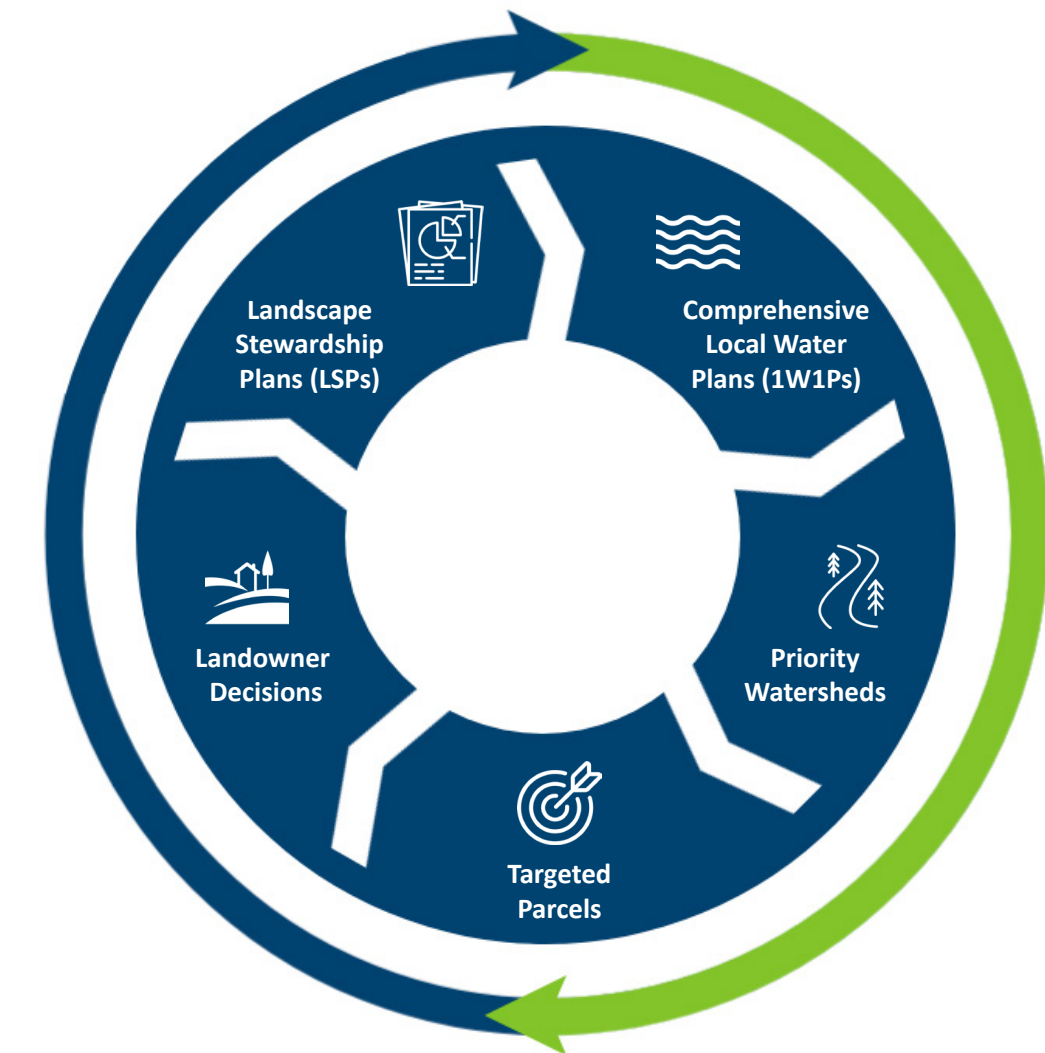 Landscape
Stewardship
Plans (LSPs)
Comprehensive
Local Water
Plans (1W1Ps)
Priority
Watersheds
Targeted
Parcels
Landowner
Decisions